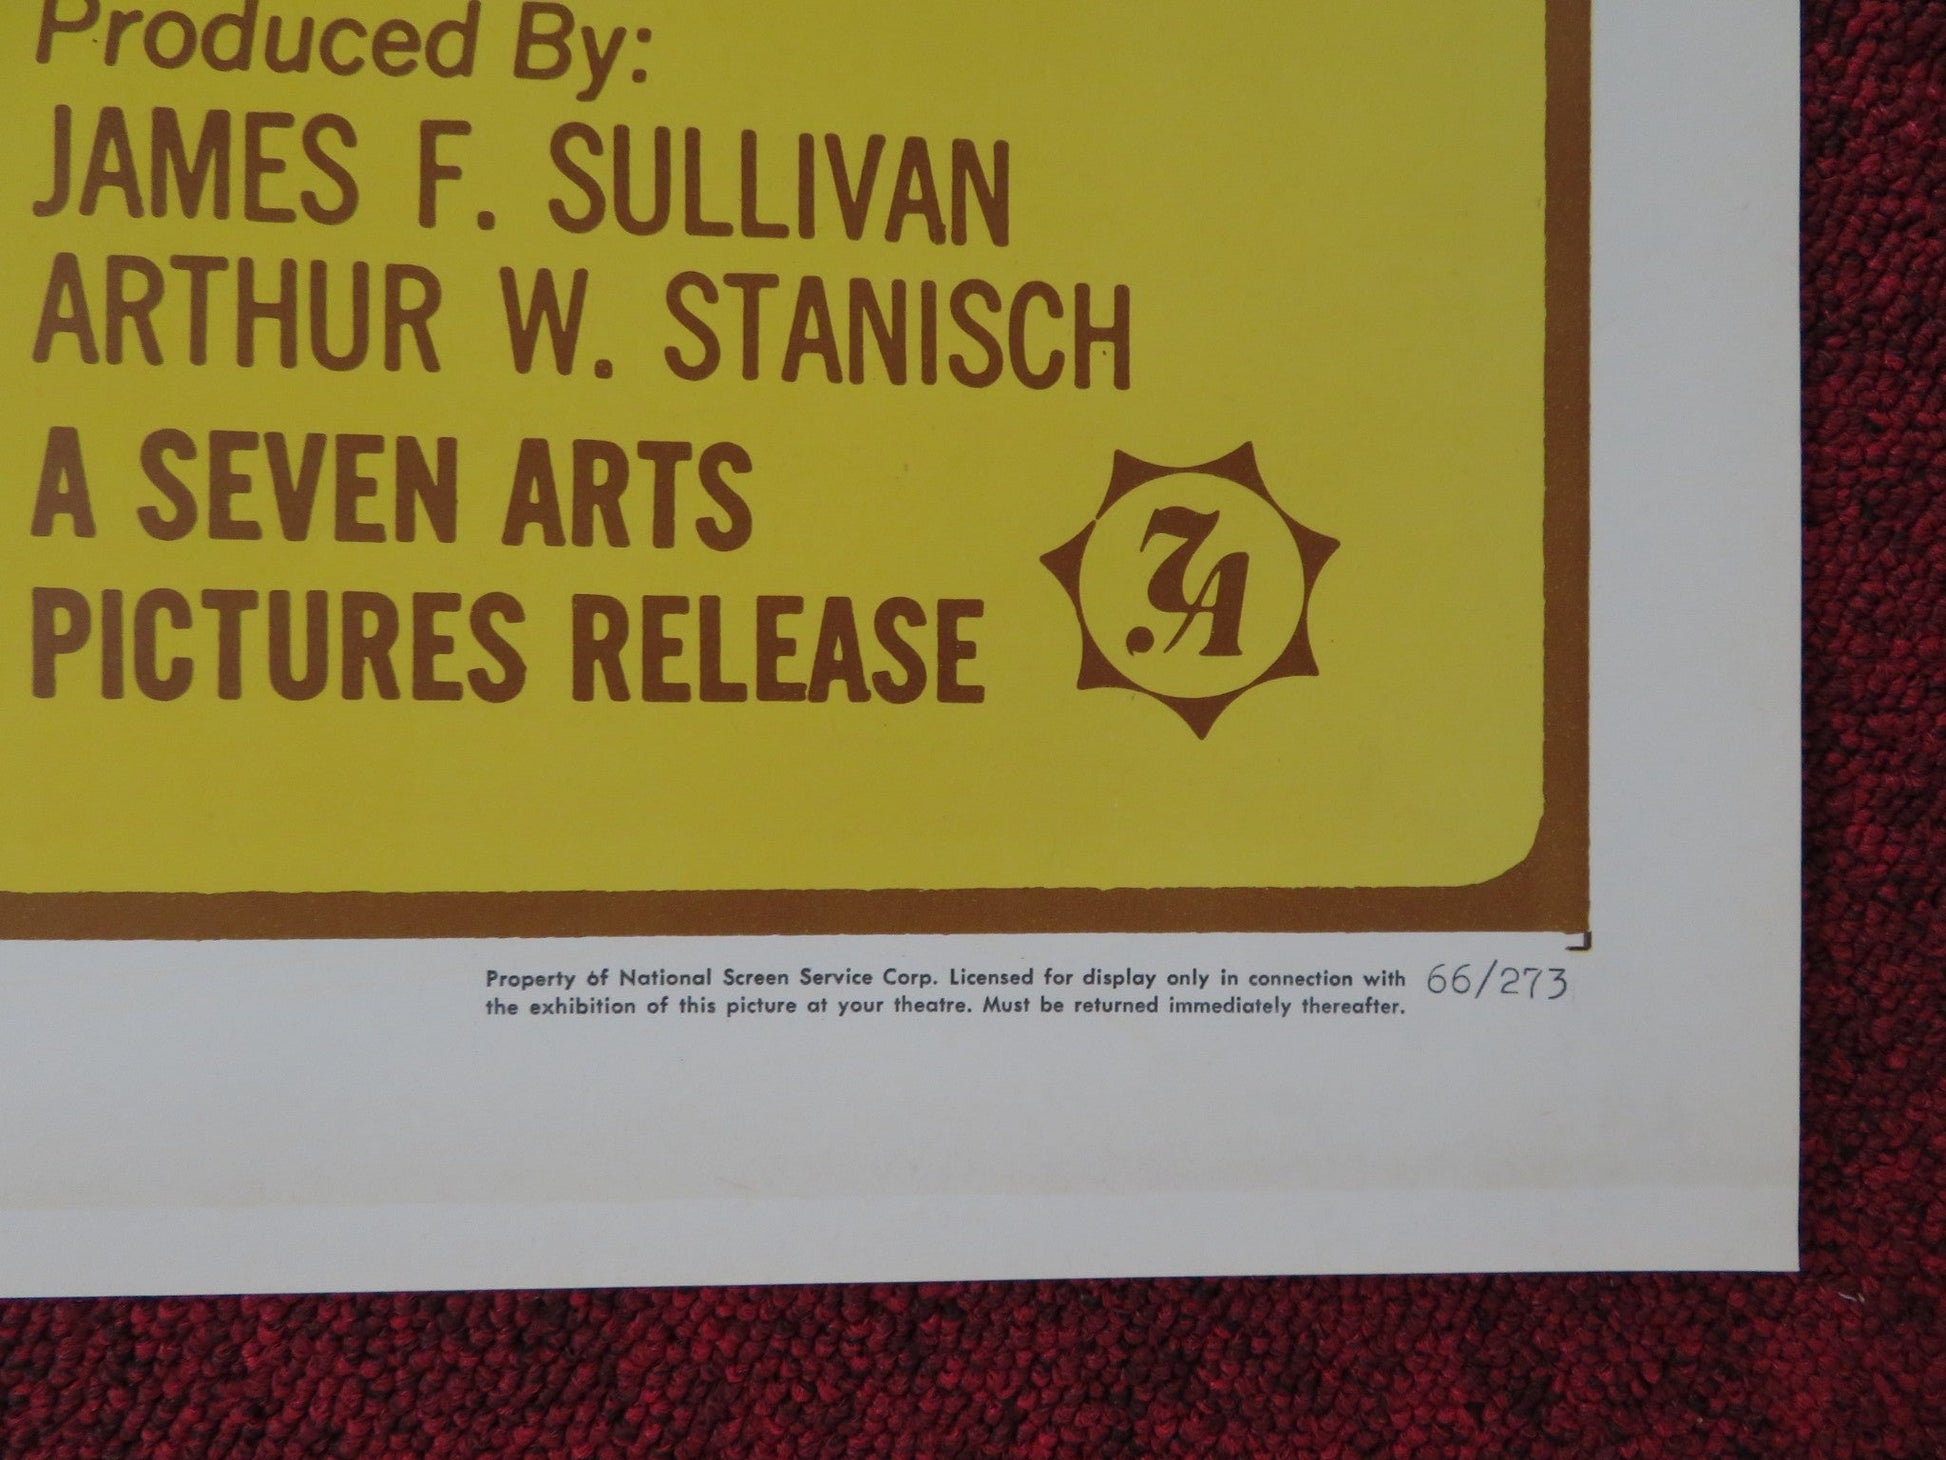 Produced By:
JAMES F. SULLIVAN
ARTHUR W. STANISCH
A SEVEN ARTS
PICTURES RELEASE
7A
Property of National Screen Service Corp. Licensed for display only in connection with 66/273
the exhibition of this picture at your theatre. Must be returned immediately thereafter.